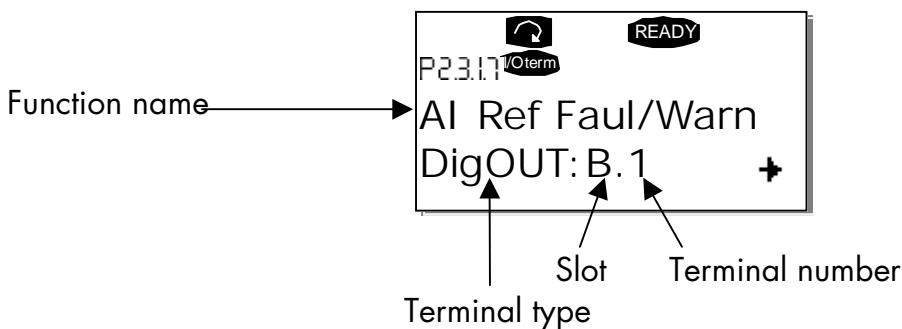 READY
P2.3.1.7 I/Oterm
Function name
AI Ref Faul/Warn
DigOUT:B.1
Slot Terminal number
Terminal type